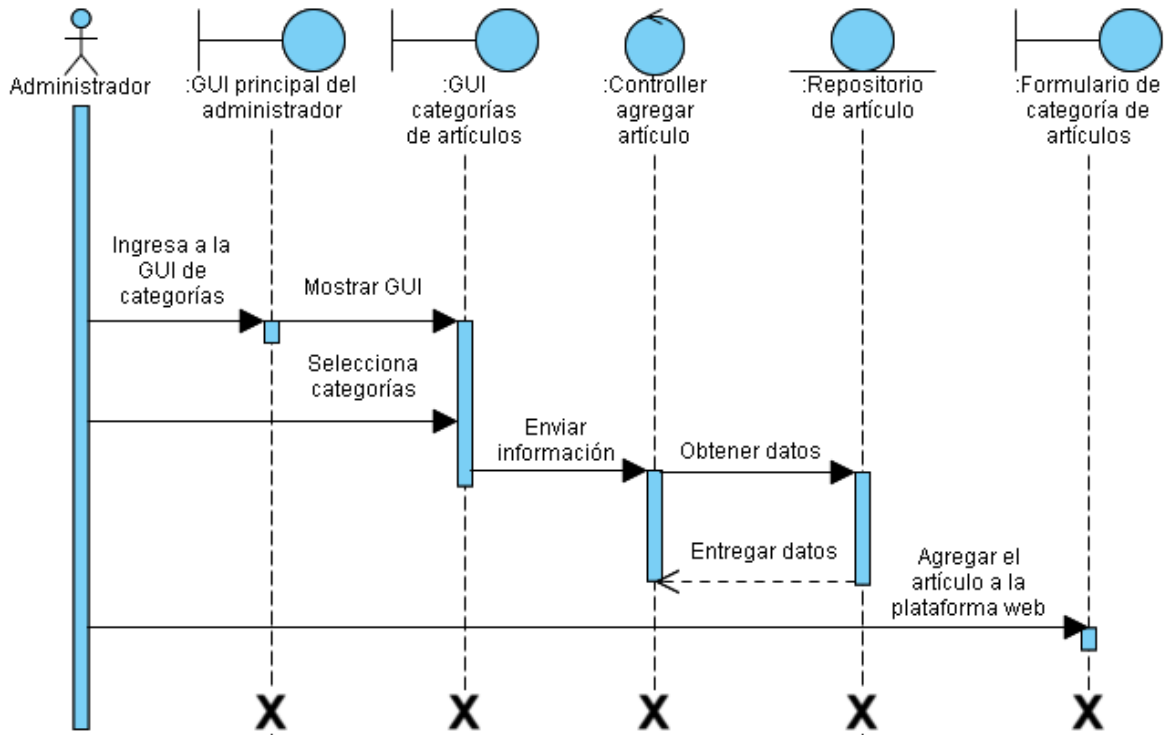 Administrador
:GUI principal del
administrador
:GUI
categorías
de artículos
:Controller
agregar
artículo
:Repositorio
de artículo
:Formulario de
categoría de
artículos
Ingresa a la
GUI de
categorías
Mostrar GUI
Selecciona
categorías
Enviar
información
Obtener datos
Entregar datos
Agregar el
artículo a la
plataforma web